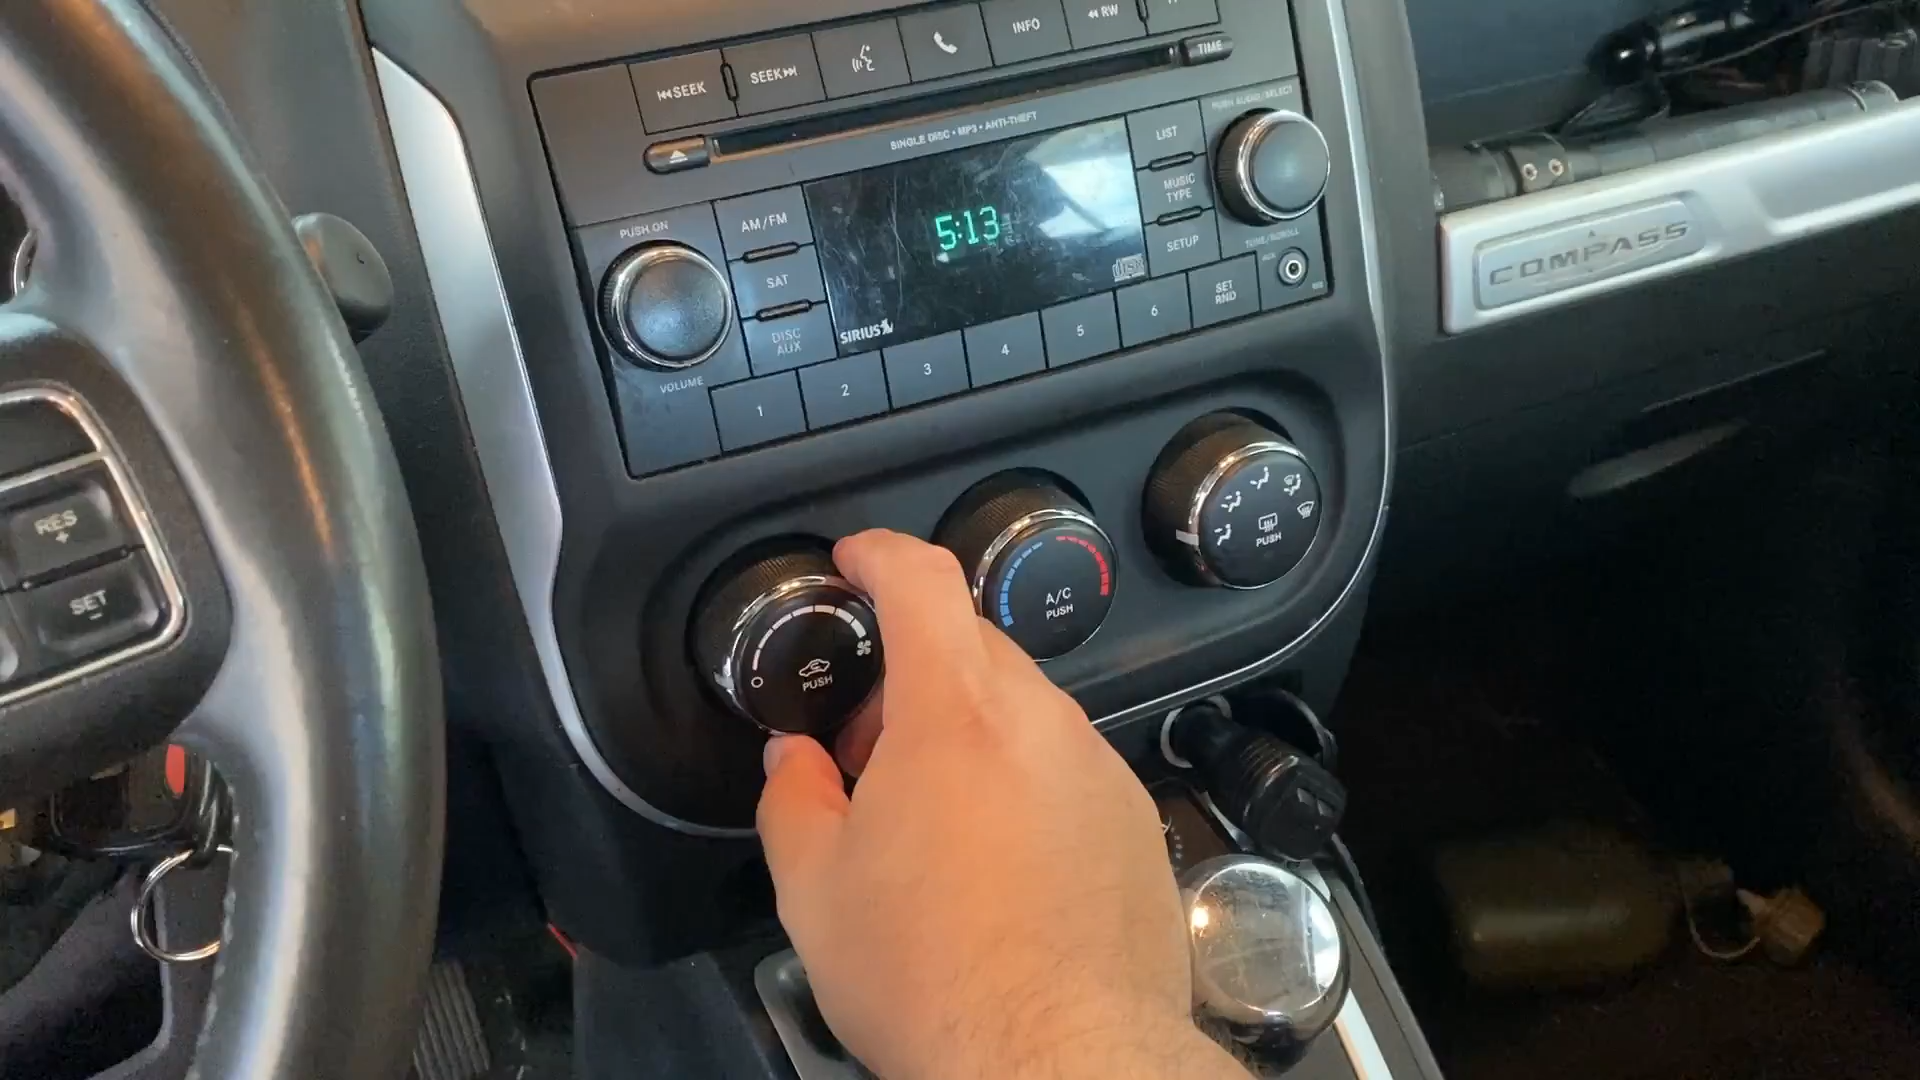 SEEK
SEEK
INFO
RW
TIME
SINGLE DISC • MP3 • ANTI-THEFT
PUSH AUDIO/SELECT
LIST
MUSIC
TYPE
SETUP
TUNE/SCROLL
AUX
PUSH ON
VOLUME
AM/FM
SAT
DISC
AUX
5:13
disc
SIRIUS
1
2
3
4
5
6
SET
RND
COMPASS
RES
+
SET
-
PUSH
A/C
PUSH
PUSH